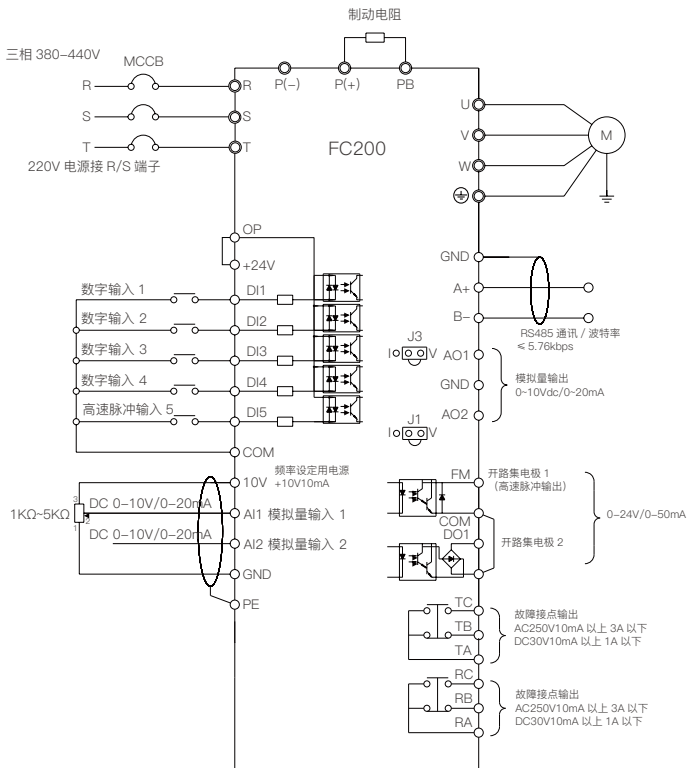 制动电阻
三相 380-440V
MCCB
R
R
P(-)
P(+)
PB
S
S
T
T
220V 电源接 R/S 端子
FC200
U
V
W
M
OP
+24V
数字输入 1
DI1
数字输入 2
DI2
数字输入 3
DI3
数字输入 4
DI4
高速脉冲输入 5
DI5
COM
GND
A+
B-
RS485 通讯 / 波特率
≤ 5.76kbps
J3
I
V
AO1
GND
AO2
模拟量输出
0~10Vdc/0~20mA
J1
I
V
10V
频率设定用电源
+10V10mA
1KΩ~5KΩ
3
2
1
DC 0-10V/0-20mA
AI1 模拟量输入 1
DC 0-10V/0-20mA
AI2 模拟量输入 2
GND
PE
FM
开路集电极 1
(高速脉冲输出)
COM
DO1
开路集电极 2
0-24V/0-50mA
TC
TB
TA
故障接点输出
AC250V10mA 以上 3A 以下
DC30V10mA 以上 1A 以下
RC
RB
RA
故障接点输出
AC250V10mA 以上 3A 以下
DC30V10mA 以上 1A 以下